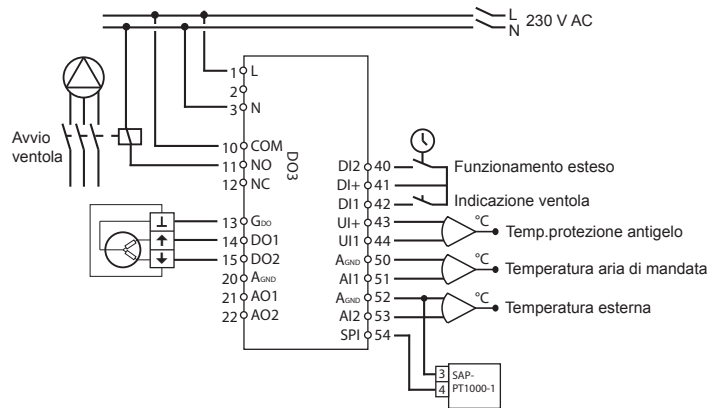 L
N
230 V AC
Avvio
ventola
1 L
2
3 N
10 COM
11 NO
12 NC
DO3
13 GDO
14 DO1
15 DO2
20 AGND
21 AO1
22 AO2
DI2 40
DI+ 41
DI1 42
UI+ 43
UI1 44
AGND 50
AI1 51
AGND 52
AI2 53
SPI 54
Funzionamento esteso
Indicazione ventola
°C
Temp.protezione antigelo
°C
Temperatura aria di mandata
°C
Temperatura esterna
3 SAP-
4 PT1000-1